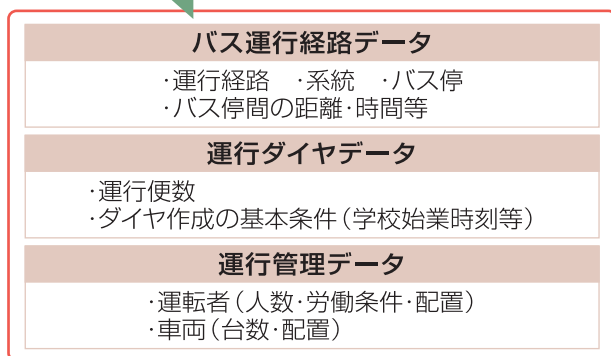 バス運行経路データ
･運行経路　･系統　･バス停
･バス停間の距離･時間等
運行ダイヤデータ
･運行便数
･ダイヤ作成の基本条件（学校始業時刻等）
運行管理データ
･運転者（人数･労働条件･配置）
･車両（台数･配置）